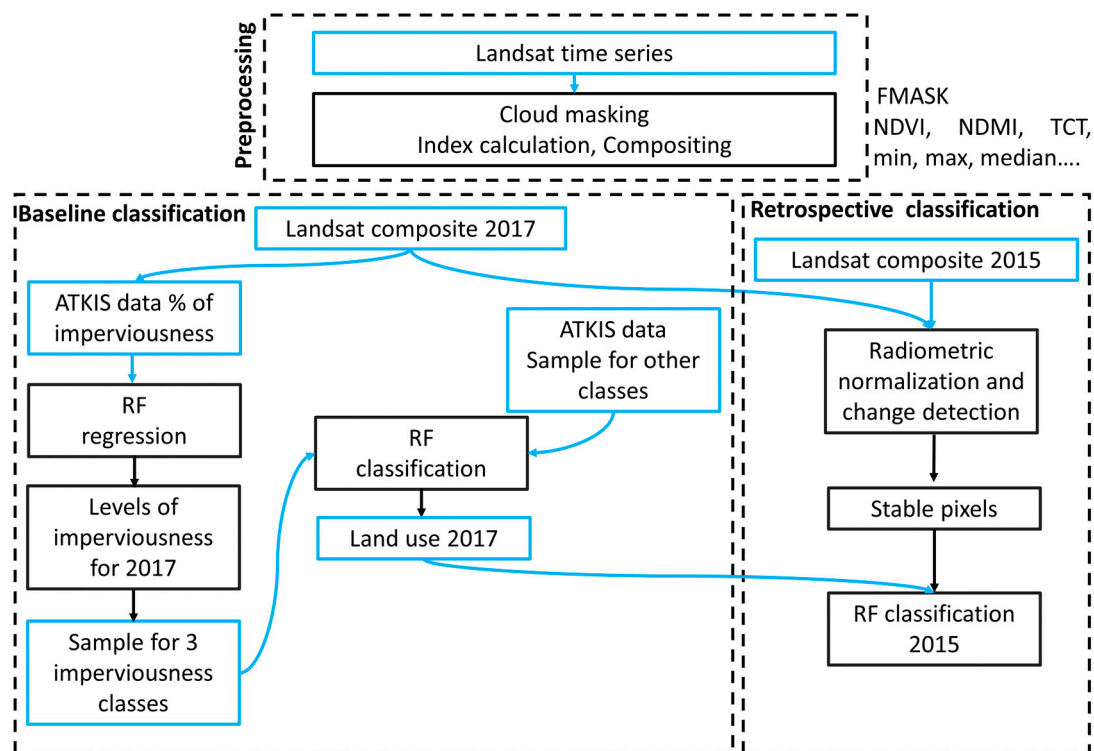 Preprocessing
Landsat time series
Cloud masking
Index calculation, Compositing
FMASK
NDVI, NDMI, TCT,
min, max, median....
Baseline classification
Landsat composite 2017
ATKIS data % of
imperviousness
RF
regression
Levels of
imperviousness
for 2017
Sample for 3
imperviousness
classes
ATKIS data
Sample for other
classes
RF
classification
Land use 2017
Retrospective classification
Landsat composite 2015
Radiometric
normalization and
change detection
Stable pixels
RF classification
2015